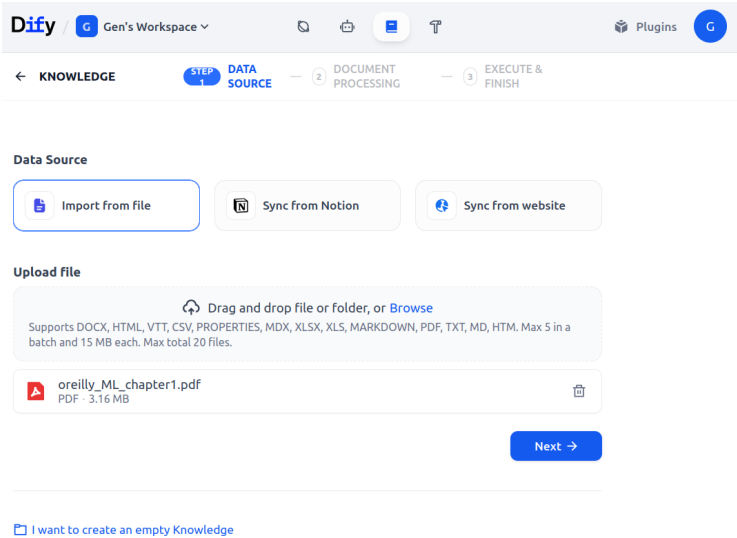 Dify / G Gen's Workspace
Plugins
G
KNOWLEDGE
STEP 1
DATA SOURCE
2
DOCUMENT PROCESSING
3
EXECUTE & FINISH
Data Source
Import from file
Sync from Notion
Sync from website
Upload file
Drag and drop file or folder, or Browse
Supports DOCX, HTML, VTT, CSV, PROPERTIES, MDX, XLSX, XLS, MARKDOWN, PDF, TXT, MD, HTM. Max 5 in a
batch and 15 MB each. Max total 20 files.
oreilly_ML_chapter1.pdf
PDF · 3.16 MB
Next →
I want to create an empty Knowledge